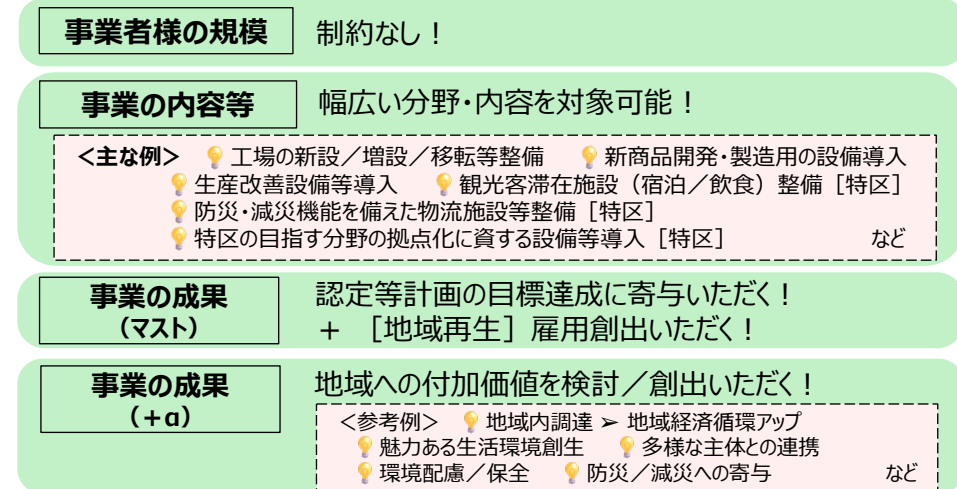 事業者様の規模 制約なし！
事業の内容等 幅広い分野・内容を対象可能！
＜主な例＞ 工場の新設／増設／移転等整備 新商品開発・製造用の設備導入
生産改善設備等導入 観光客滞在施設（宿泊／飲食）整備［特区］
防災・減災機能を備えた物流施設等整備［特区］
特区の目指す分野の拠点化に資する設備等導入［特区］ など
事業の成果
（マスト）
認定等計画の目標達成に寄与いただく！
＋ ［地域再生］雇用創出いただく！
事業の成果
（+α）
地域への付加価値を検討／創出いただく！
＜参考例＞ 地域内調達 ➢ 地域経済循環アップ
魅力ある生活環境創生 多様な主体との連携
環境配慮／保全 防災／減災への寄与 など